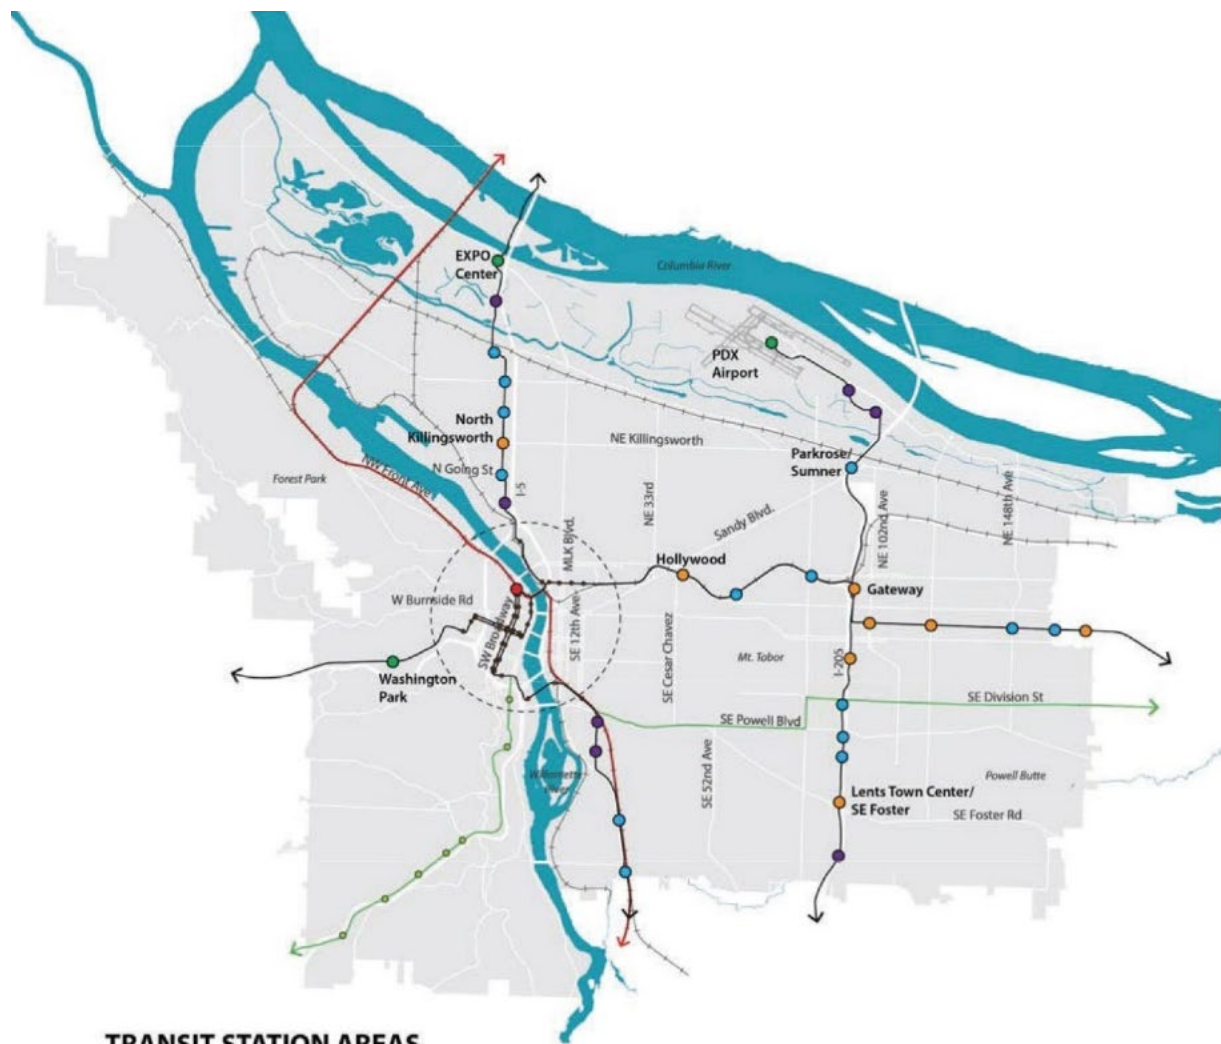 EXPO
Center
Columbia River
PDX
Airport
North
Killingsworth
NE Killingsworth
Parkrose/
Sumner
N Going St
NW Front Ave
Forest Park
I-5
NE 33rd
Sandy Blvd.
NE 102nd Ave
NE 148th Ave
MLK Blvd.
Hollywood
Gateway
W Burnside Rd
SW Broadway
SE 12th Ave
SE Cesar Chavez
Mt. Tabor
I-205
Washington
Park
SE Division St
SE Powell Blvd
Willamette
River
SE 52nd Ave
Powell Butte
Lents Town Center/
SE Foster
SE Foster Rd
TRANSIT STATION AREAS